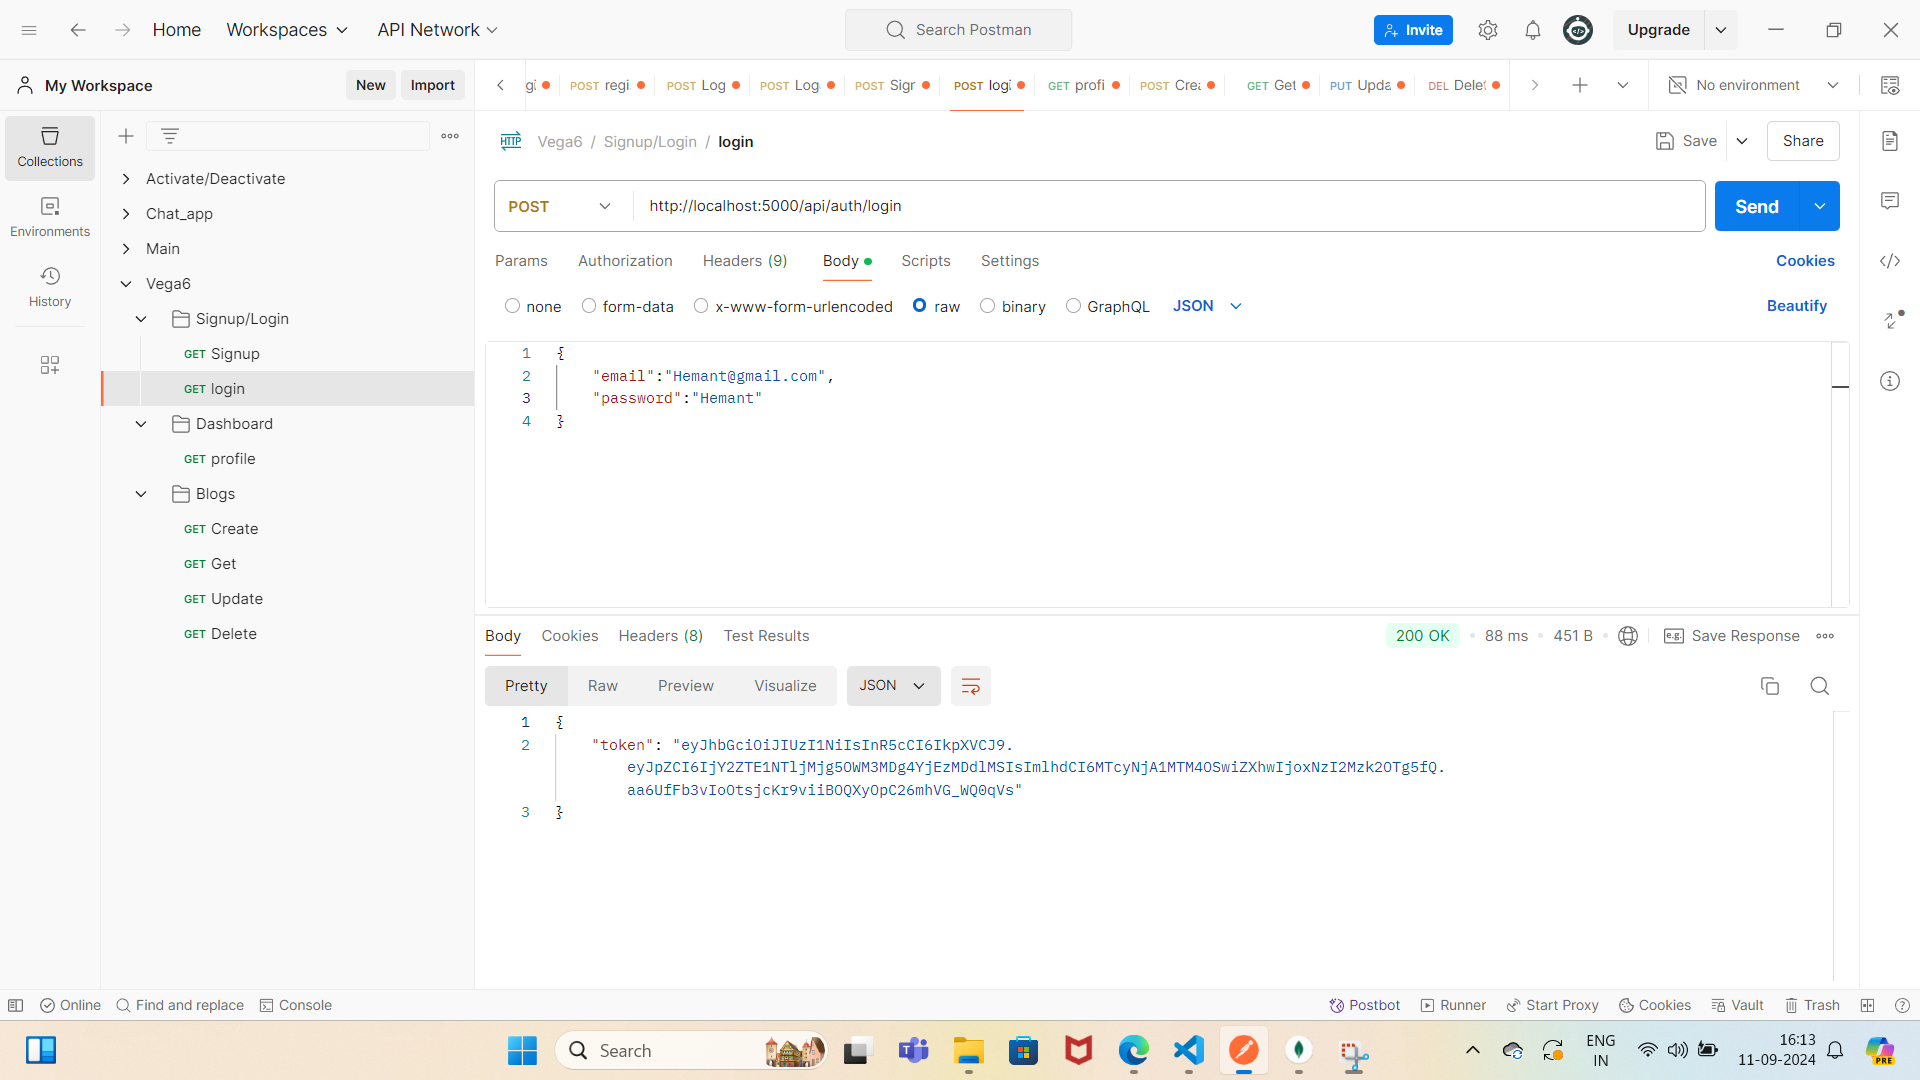 Home
Workspaces
API Network
Search Postman
Invite
Upgrade
My Workspace
New
Import
POST regi
POST Log
POST Log
POST Sigr
POST logi
GET profi
POST Crea
GET Get
PUT Upda
DEL Delet
No environment
Collections
Environments
History
Activate/Deactivate
Chat_app
Main
Vega6
Signup/Login
GET Signup
GET login
Dashboard
GET profile
Blogs
GET Create
GET Get
GET Update
GET Delete
HTTP Vega6 / Signup/Login / login
Save
Share
POST
http://localhost:5000/api/auth/login
Send
Params
Authorization
Headers (9)
Body
Scripts
Settings
Cookies
none
form-data
x-www-form-urlencoded
raw
binary
GraphQL
JSON
Beautify
1 {
2 "email":"Hemant@gmail.com",
3 "password":"Hemant"
4 }
Body
Cookies
Headers (8)
Test Results
200 OK
88 ms
451 B
e.g. Save Response
Pretty
Raw
Preview
Visualize
JSON
1 {
2 "token": "eyJhbGciOiJIUzI1NiIsInR5cCI6IkpXVCJ9.
eyJpZCI6IjY2ZTE1NTljMjg5OWM3MDg4YjEzMDdlMSIsImlhdCI6MTcyNjA1MTM4OSwiZXhwIjoxNzI2Mzk2OTg5fQ.
aa6UfFb3vIoOtsjcKr9viiBOQXyOpC26mhVG_WQ0qVs"
3 }
Online
Find and replace
Console
Postbot
Runner
Start Proxy
Cookies
Vault
Trash
Search
ENG
IN
16:13
11-09-2024
PRE